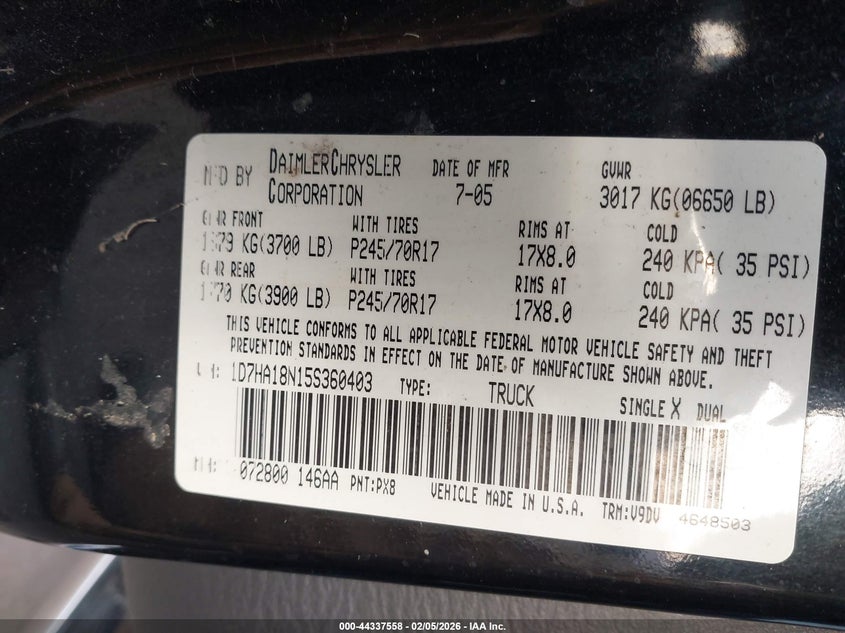 M'D BY DAIMLERCHRYSLER CORPORATION DATE OF MFR 7-05 GVWR 3017 KG(06650 LB)
FRONT WITH TIRES RIMS AT COLD
KG(3700 LB) P245/70R17 17X8.0 240 KPA( 35 PSI)
REAR WITH TIRES RIMS AT COLD
KG(3900 LB) P245/70R17 17X8.0 240 KPA( 35 PSI)
THIS VEHICLE CONFORMS TO ALL APPLICABLE FEDERAL MOTOR VEHICLE SAFETY AND THEFT
PREVENTION STANDARDS IN EFFECT ON THE DATE OF MANUFACTURE SHOWN ABOVE.
1D7HA18N15S360403 TYPE: TRUCK SINGLE X DUAL
072800 146AA PNT:PX8 VEHICLE MADE IN U.S.A. TRM:V9DV 4648503
000-44337558 - 02/05/2026 - IAA Inc.